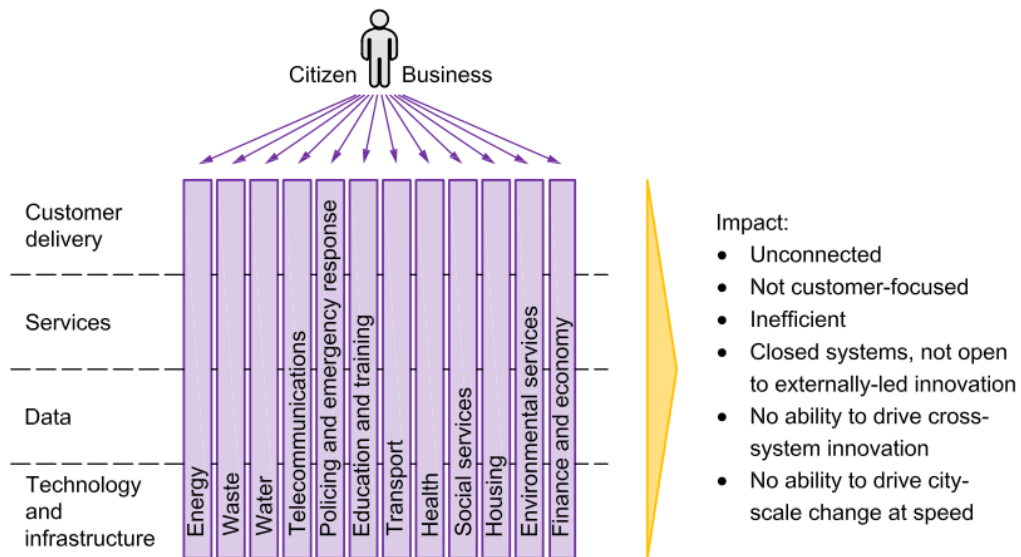 Citizen
Business
Customer
delivery
Services
Data
Technology
and
infrastructure
Energy
Waste
Water
Telecommunications
Policing and emergency response
Education and training
Transport
Health
Social services
Housing
Environmental services
Finance and economy
Impact:
• Unconnected
• Not customer-focused
• Inefficient
• Closed systems, not open
to externally-led innovation
• No ability to drive cross-
system innovation
• No ability to drive city-
scale change at speed